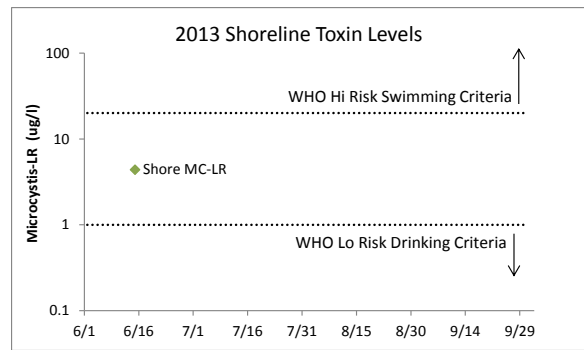 2013 Shoreline Toxin Levels
Microcystis-LR (ug/l)
100
10
1
0.1
WHO Hi Risk Swimming Criteria
Shore MC-LR
WHO Lo Risk Drinking Criteria
6/1 6/16 7/1 7/16 7/31 8/15 8/30 9/14 9/29